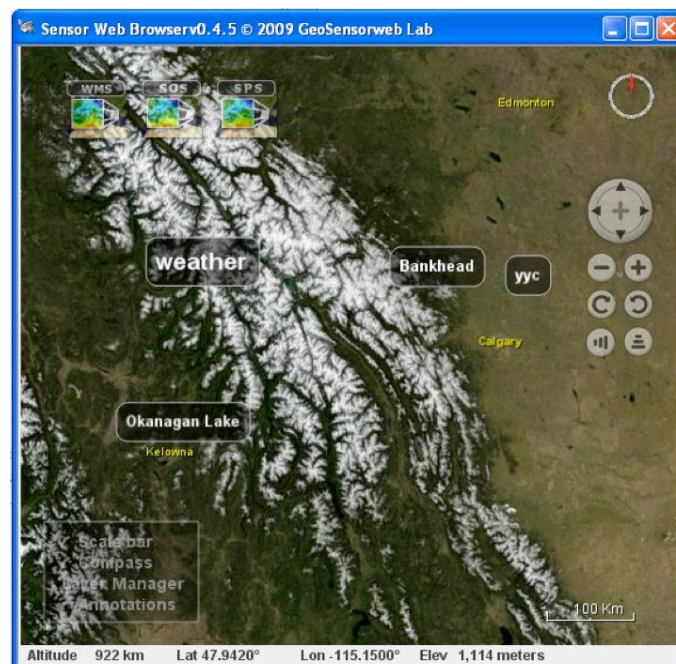 Sensor Web Browserv0.4.5 © 2009 GeoSensorweb Lab
WMS SOS SPS
Edmonton
weather
Bankhead
yyc
Calgary
Okanagan Lake
Kelowna
Scale bar
Compass
Layer Manager
Annotations
100 Km
Altitude 922 km Lat 47.9420° Lon -115.1500° Elev 1,114 meters